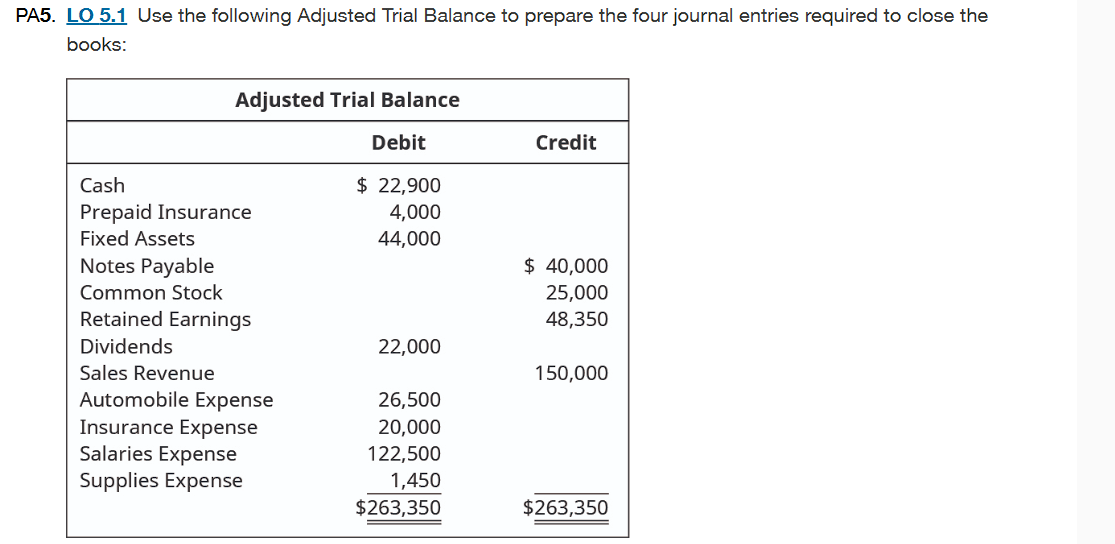 PA5. LO 5.1 Use the following Adjusted Trial Balance to prepare the four journal entries required to close the
books:
Adjusted Trial Balance
Debit Credit
Cash $ 22,900
Prepaid Insurance 4,000
Fixed Assets 44,000
Notes Payable $ 40,000
Common Stock 25,000
Retained Earnings 48,350
Dividends 22,000
Sales Revenue 150,000
Automobile Expense 26,500
Insurance Expense 20,000
Salaries Expense 122,500
Supplies Expense 1,450
$263,350 $263,350